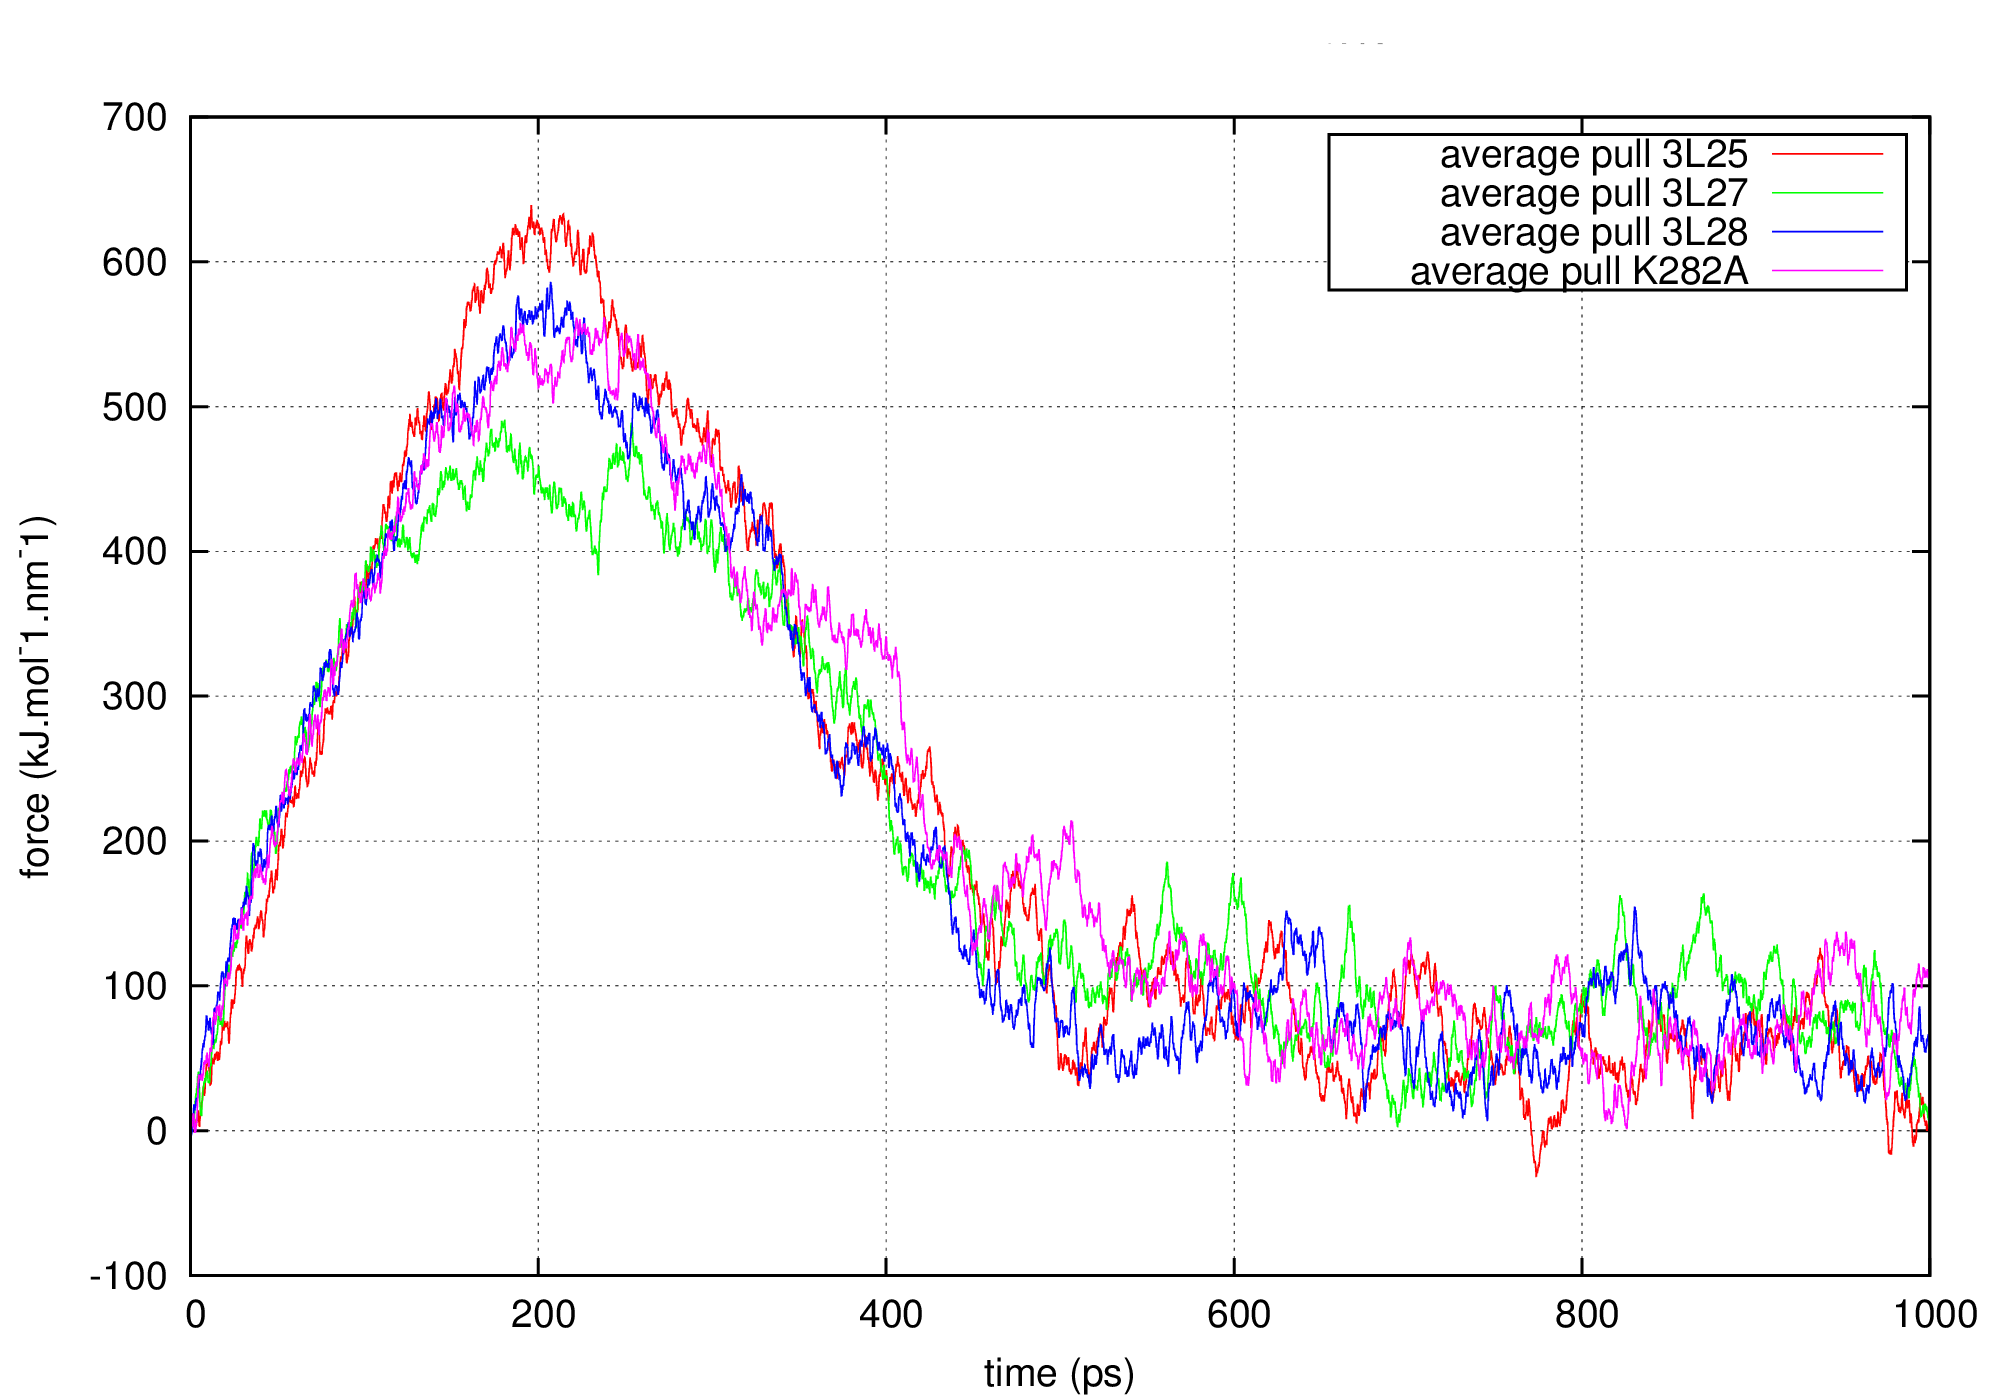 700
600
500
400
300
200
100
0
-100
0 200 400 600 800 1000
time (ps)
force (kJ.mol¯1.nm¯1)
average pull 3L25
average pull 3L27
average pull 3L28
average pull K282A